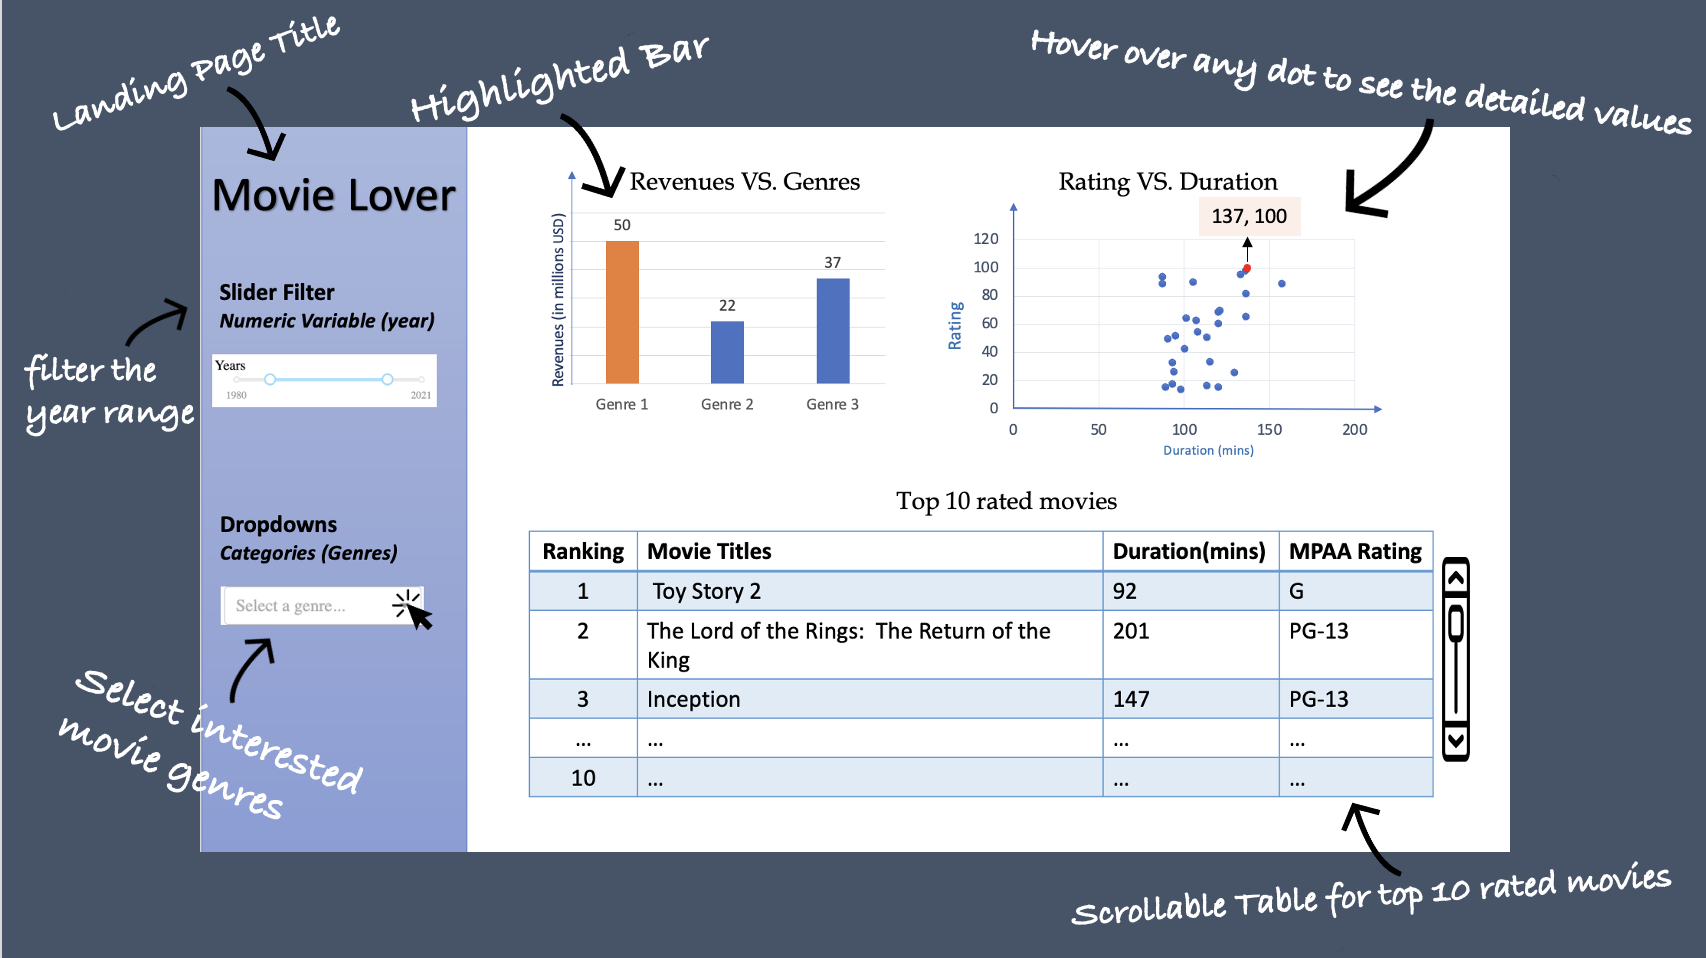 Landing Page Title
Highlighted Bar
Hover over any dot to see the detailed values
Movie Lover
Slider Filter
Numeric Variable (year)
Years
1980 2021
filter the
year range
Dropdowns
Categories (Genres)
Select a genre...
Select interested
movie genres
Revenues VS. Genres
Revenues (in millions USD)
50
22
37
Genre 1 Genre 2 Genre 3
Rating VS. Duration
137, 100
Rating
120
100
80
60
40
20
0
0 50 100 150 200
Duration (mins)
Top 10 rated movies
Ranking Movie Titles Duration(mins) MPAA Rating
1 Toy Story 2 92 G
2 The Lord of the Rings: The Return of the 201 PG-13
King
3 Inception 147 PG-13
... ... ... ...
10 ... ... ...
Scrollable Table for top 10 rated movies